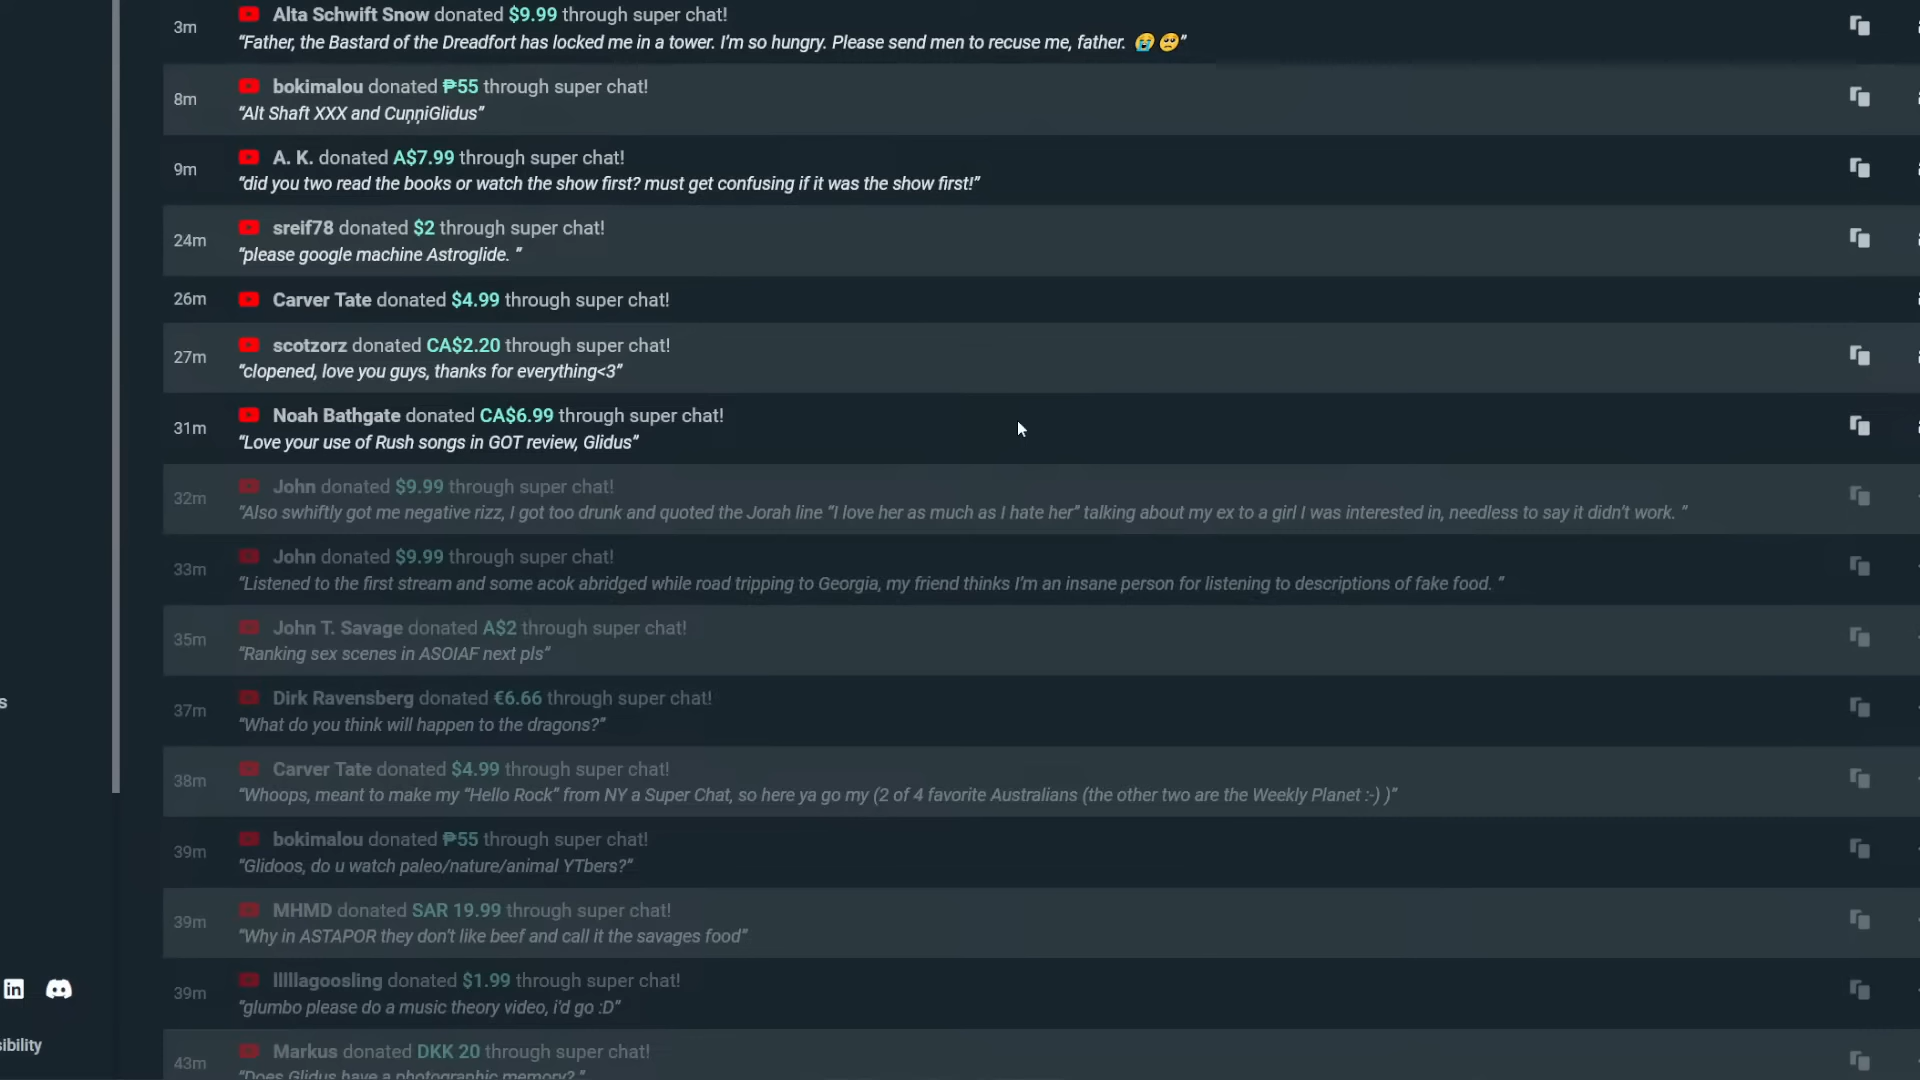 3m
Alta Schwift Snow donated $9.99 through super chat!
“Father, the Bastard of the Dreadfort has locked me in a tower. I'm so hungry. Please send men to recuse me, father. 😭🥺”
8m
bokimalou donated ₱55 through super chat!
“Alt Shaft XXX and CuņņiGlidus”
9m
A. K. donated A$7.99 through super chat!
“did you two read the books or watch the show first? must get confusing if it was the show first!”
24m
sreif78 donated $2 through super chat!
“please google machine Astroglide. ”
26m
Carver Tate donated $4.99 through super chat!
27m
scotzorz donated CA$2.20 through super chat!
“clopened, love you guys, thanks for everything<3”
31m
Noah Bathgate donated CA$6.99 through super chat!
“Love your use of Rush songs in GOT review, Glidus”
32m
John donated $9.99 through super chat!
“Also swhiftly got me negative rizz, I got too drunk and quoted the Jorah line “I love her as much as I hate her” talking about my ex to a girl I was interested in, needless to say it didn't work. ”
33m
John donated $9.99 through super chat!
“Listened to the first stream and some acok abridged while road tripping to Georgia, my friend thinks I'm an insane person for listening to descriptions of fake food. ”
35m
John T. Savage donated A$2 through super chat!
“Ranking sex scenes in ASOIAF next pls”
37m
Dirk Ravensberg donated €6.66 through super chat!
“What do you think will happen to the dragons?”
s
38m
Carver Tate donated $4.99 through super chat!
“Whoops, meant to make my “Hello Rock” from NY a Super Chat, so here ya go my (2 of 4 favorite Australians (the other two are the Weekly Planet :-) )”
39m
bokimalou donated ₱55 through super chat!
“Glidoos, do u watch paleo/nature/animal YTbers?”
39m
MHMD donated SAR 19.99 through super chat!
“Why in ASTAPOR they don't like beef and call it the savages food”
39m
lllllagoosling donated $1.99 through super chat!
“glumbo please do a music theory video, i'd go :D”
in
sibility
43m
Markus donated DKK 20 through super chat!
“Does Glidus have a photographic memory? ”